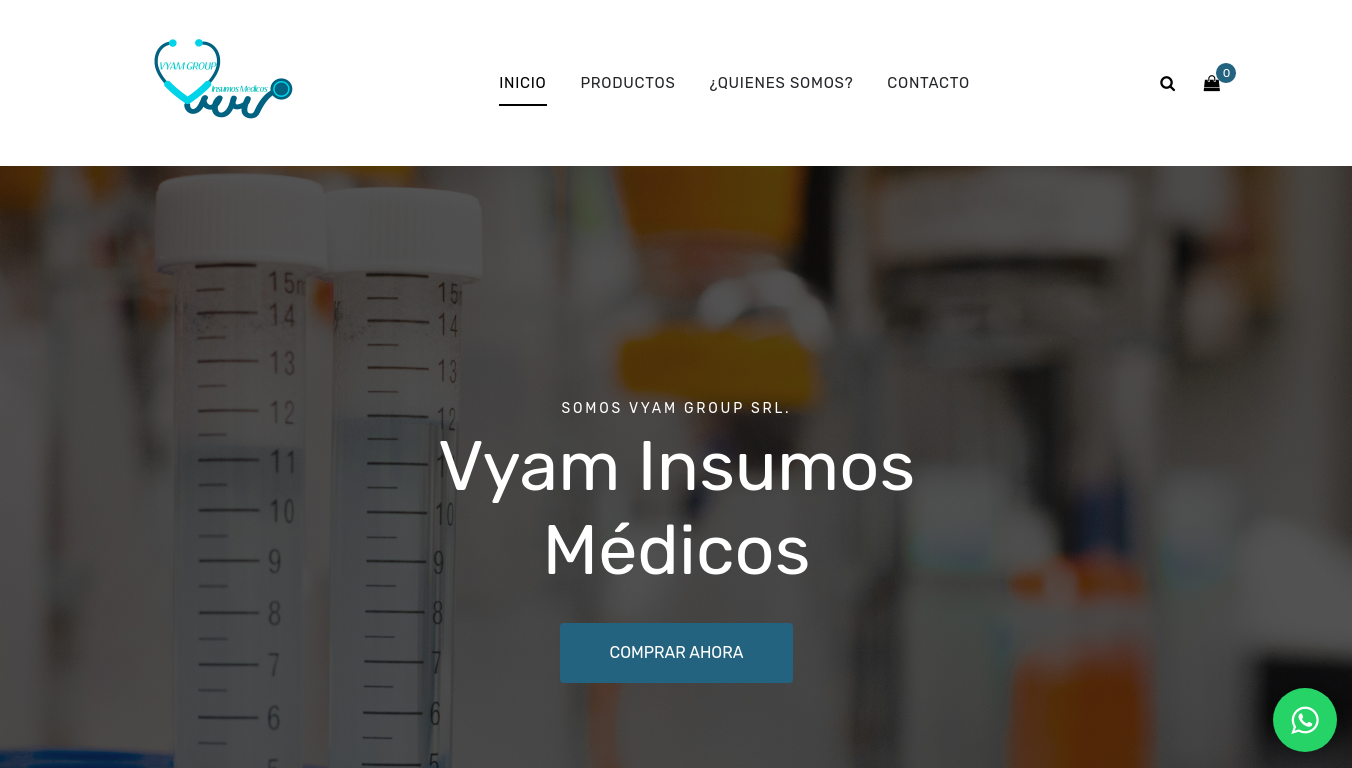 VYAM GROUP
Insumos Medicos
INICIO
PRODUCTOS
¿QUIENES SOMOS?
CONTACTO
0
15m
14
13
12
11
10
9
8
7
6
5
15
14
13
12
11
10
9
8
7
6
5
SOMOS VYAM GROUP SRL.
Vyam Insumos
Médicos
COMPRAR AHORA